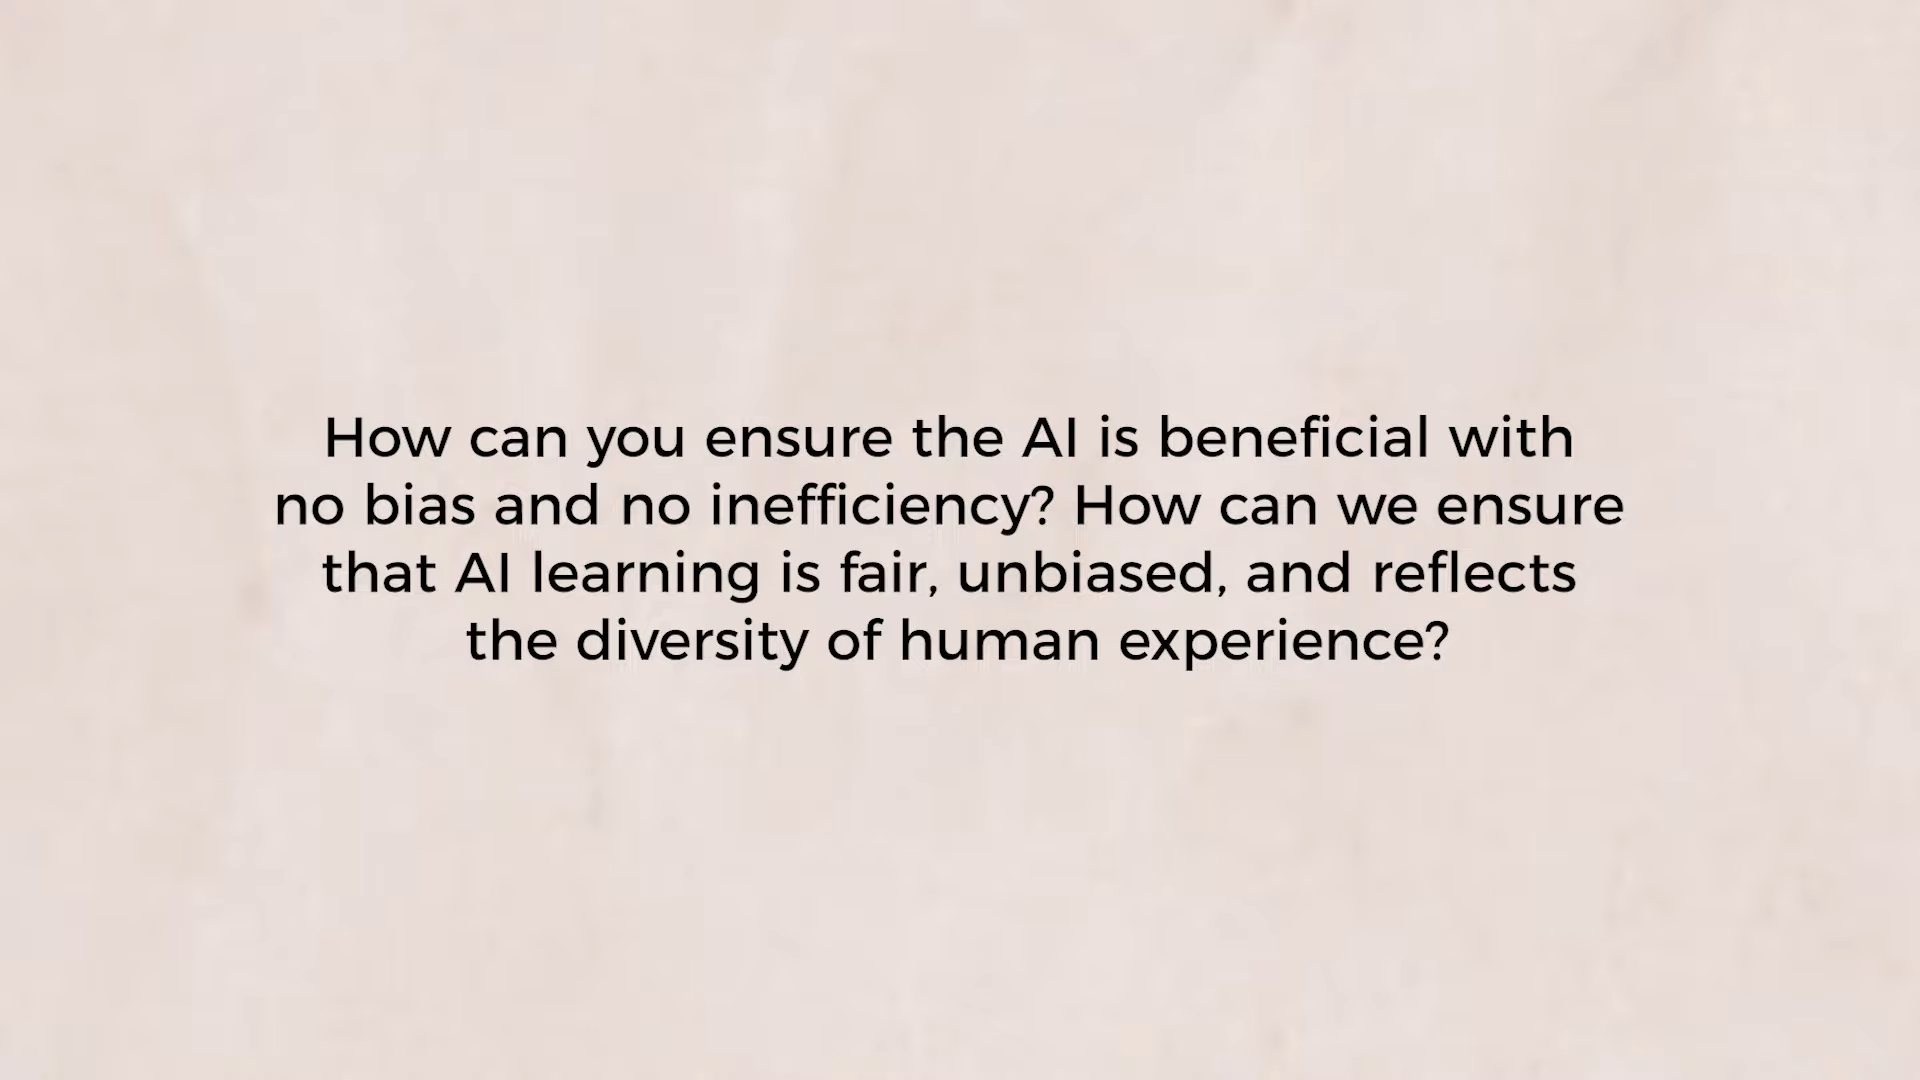 How can you ensure the AI is beneficial with
no bias and no inefficiency? How can we ensure
that AI learning is fair, unbiased, and reflects
the diversity of human experience?